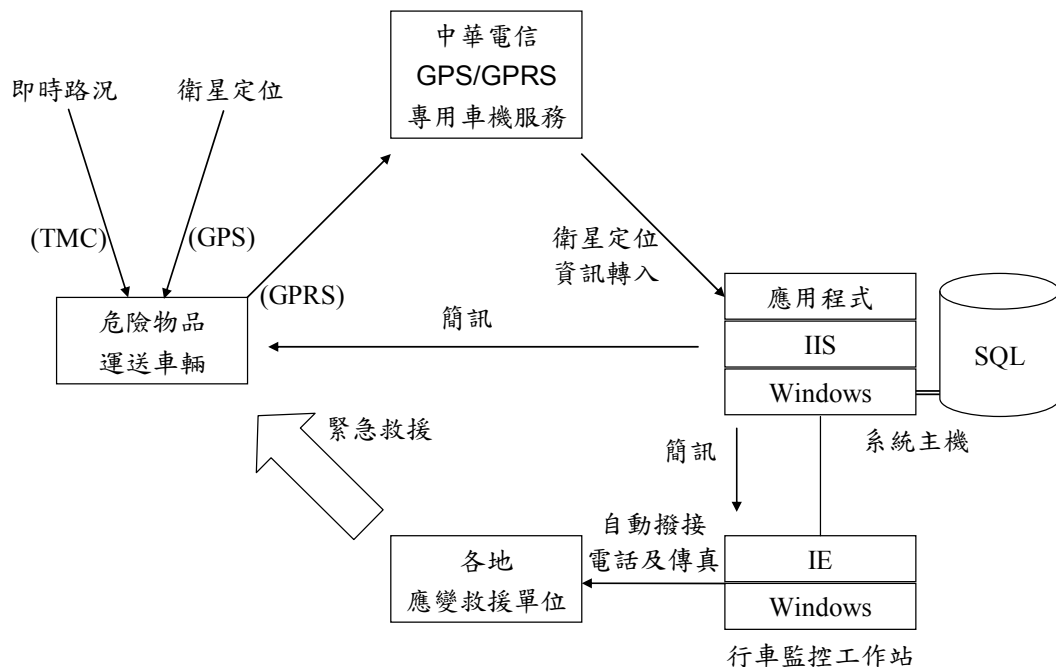 中華電信
GPS/GPRS
專用車機服務
即時路況
衛星定位
(TMC)
(GPS)
(GPRS)
衛星定位
資訊轉入
危險物品
運送車輛
簡訊
應用程式
IIS
Windows
SQL
系統主機
緊急救援
簡訊
自動撥接
電話及傳真
各地
應變救援單位
IE
Windows
行車監控工作站